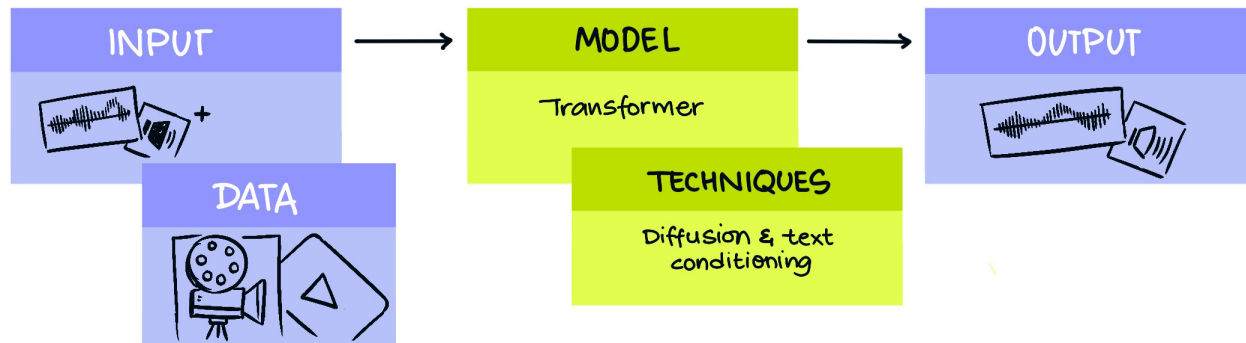 INPUT
MODEL
OUTPUT
+
Transformer
DATA
TECHNIQUES
Diffusion & text
conditioning